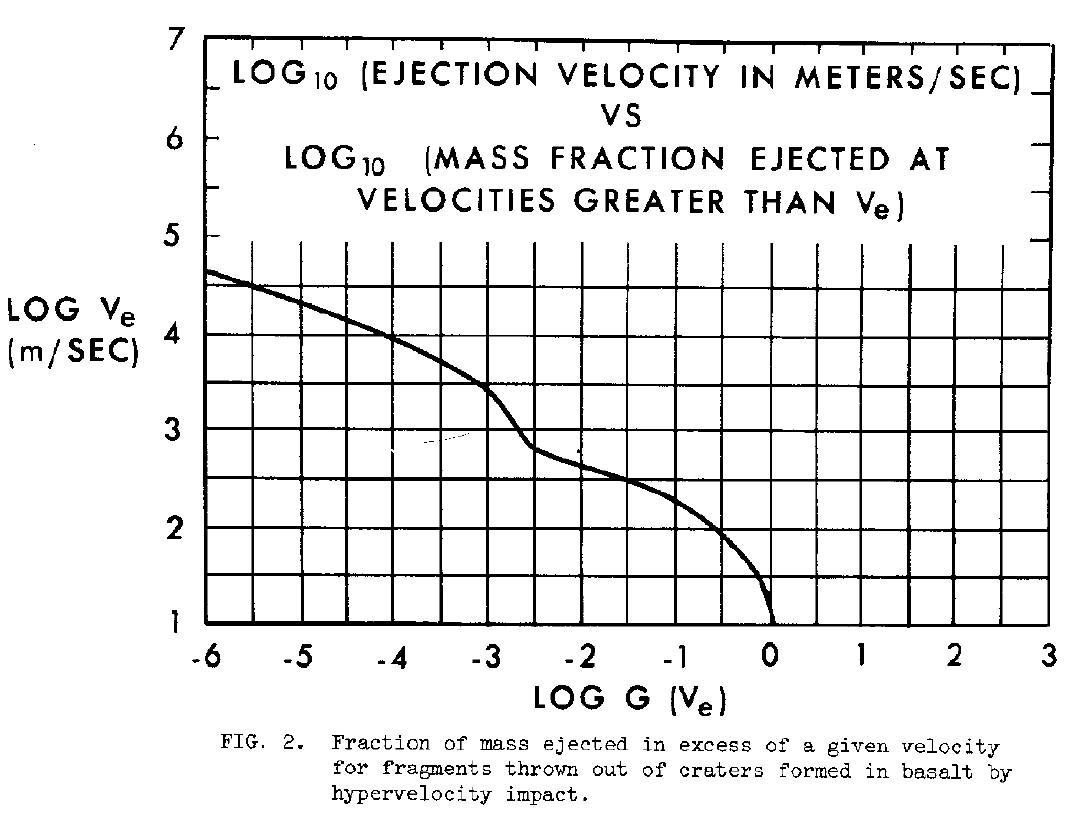 7
LOG10 (EJECTION VELOCITY IN METERS/SEC)
VS
6
LOG10 (MASS FRACTION EJECTED AT
VELOCITIES GREATER THAN Ve)
5
LOG Ve
(m/SEC)
4
3
2
1
-6 -5 -4 -3 -2 -1 0 1 2 3
LOG G (Ve)
FIG. 2. Fraction of mass ejected in excess of a given velocity
for fragments thrown out of craters formed in basalt by
hypervelocity impact.